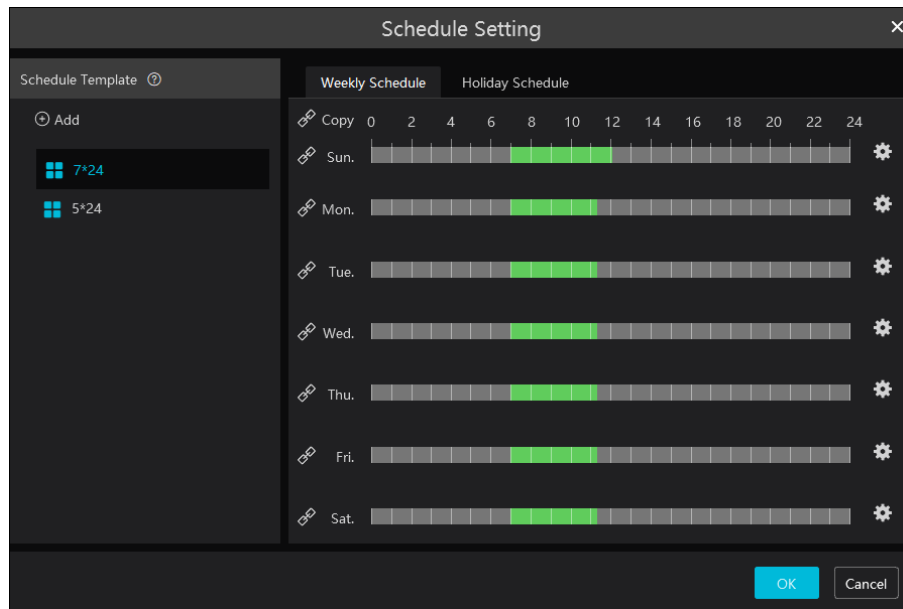 Schedule Setting
Schedule Template
Weekly Schedule Holiday Schedule
Add
Copy 0 2 4 6 8 10 12 14 16 18 20 22 24
7*24
Sun.
5*24
Mon.
Tue.
Wed.
Thu.
Fri.
Sat.
OK Cancel